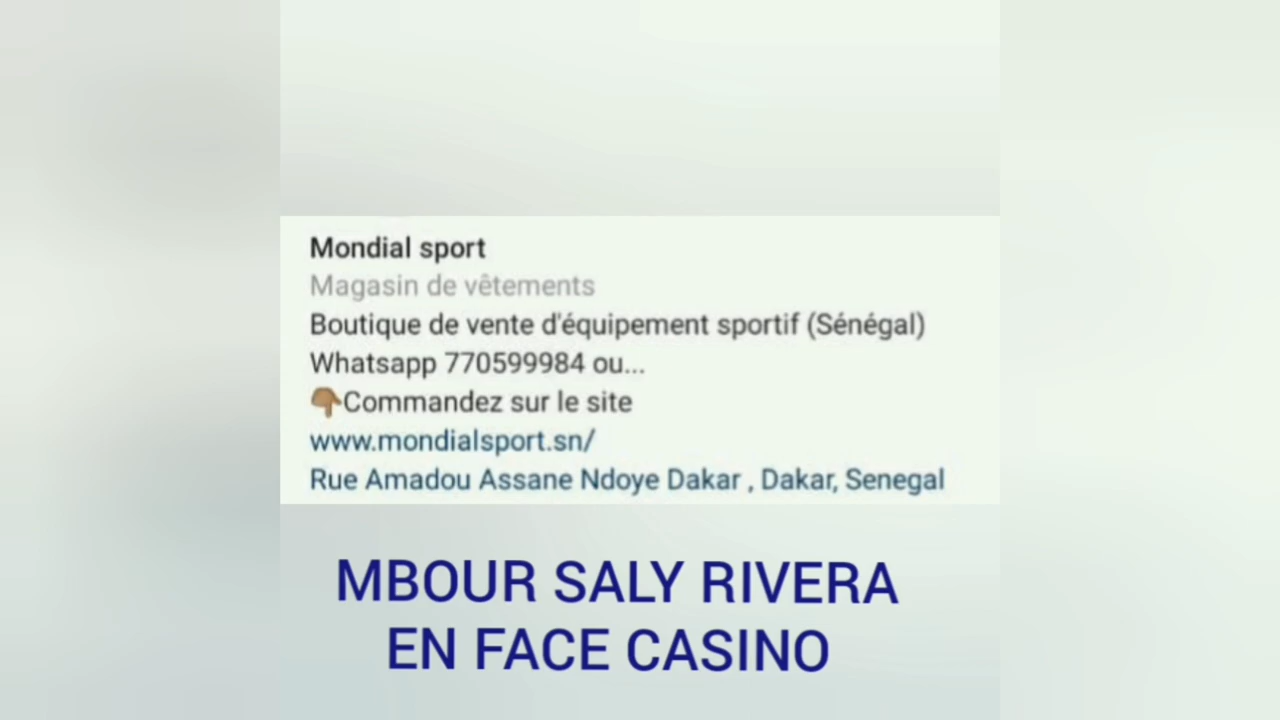 Mondial sport
Magasin de vêtements
Boutique de vente d'équipement sportif (Sénégal)
Whatsapp 770599984 ou...
👇🏽Commandez sur le site
www.mondialsport.sn/
Rue Amadou Assane Ndoye Dakar , Dakar, Senegal
MBOUR SALY RIVERA
EN FACE CASINO